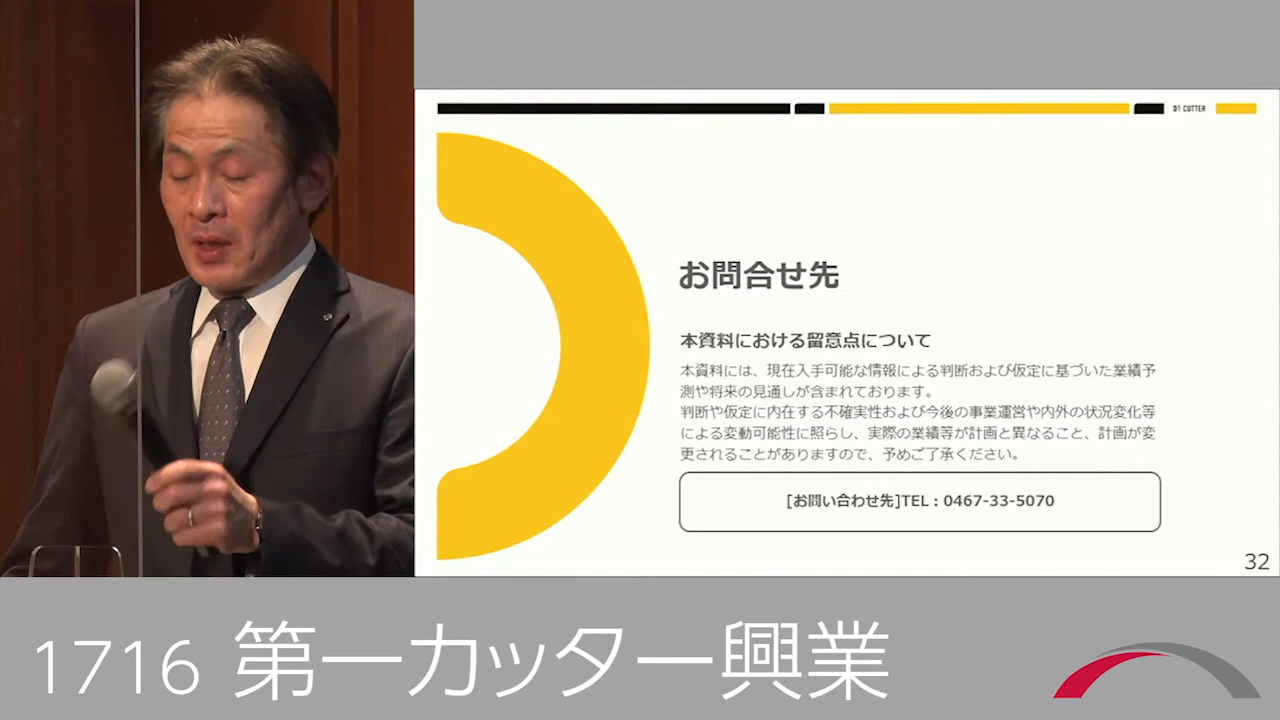 D1 CUTTER
お問合せ先
本資料における留意点について
本資料には、現在入手可能な情報による判断および仮定に基づいた業績予
測や将来の見通しが含まれております。
判断や仮定に内在する不確実性および今後の事業運営や内外の状況変化等
による変動可能性に照らし、実際の業績等が計画と異なること、計画が変
更されることがありますので、予めご了承ください。
[お問い合わせ先]TEL : 0467-33-5070
32
1716 第一カッター興業